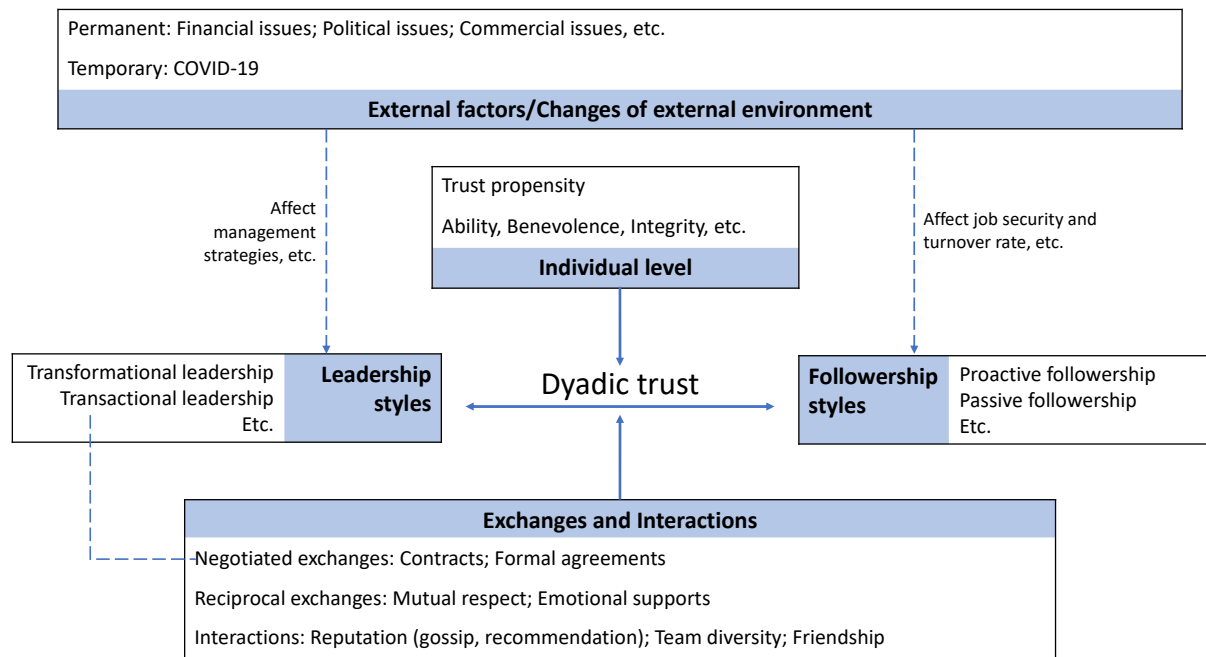 Permanent: Financial issues; Political issues; Commercial issues, etc.
Temporary: COVID-19
External factors/Changes of external environment
Affect
management
strategies, etc.
Trust propensity
Ability, Benevolence, Integrity, etc.
Individual level
Affect job security and
turnover rate, etc.
Transformational leadership
Transactional leadership
Etc.
Leadership
styles
Dyadic trust
Followership
styles
Proactive followership
Passive followership
Etc.
Exchanges and Interactions
Negotiated exchanges: Contracts; Formal agreements
Reciprocal exchanges: Mutual respect; Emotional supports
Interactions: Reputation (gossip, recommendation); Team diversity; Friendship